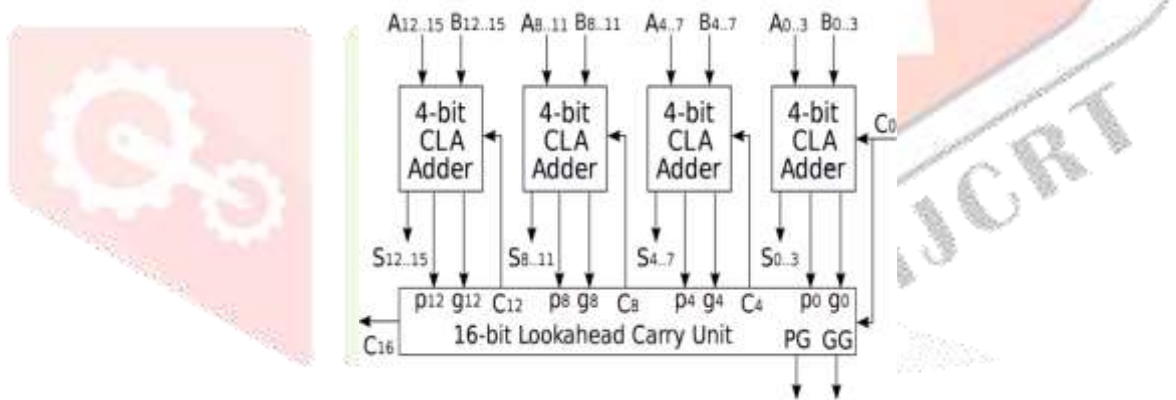 A12..15 B12..15 A8..11 B8..11 A4..7 B4..7 A0..3 B0..3
4-bit CLA Adder
4-bit CLA Adder
4-bit CLA Adder
4-bit CLA Adder
C0
S12..15 S8..11 S4..7 S0..3
p12 g12 C12 p8 g8 C8 p4 g4 C4 p0 g0
16-bit Lookahead Carry Unit
PG GG
C16
IJCRT